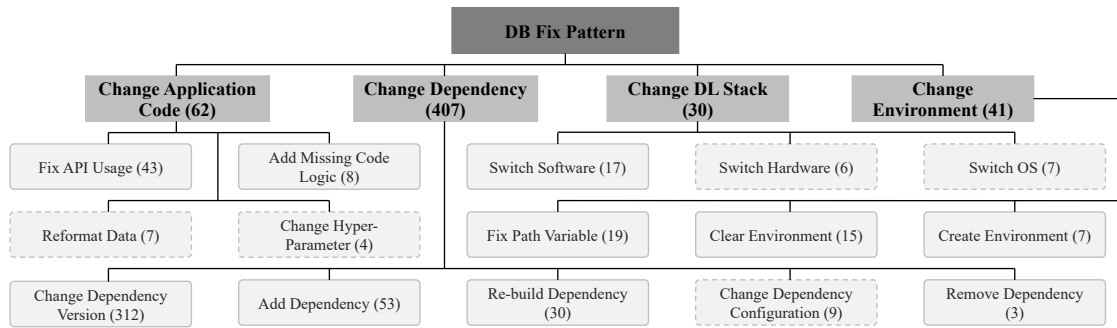 DB Fix Pattern
Change Application
Code (62)
Change Dependency
(407)
Change DL Stack
(30)
Change
Environment (41)
Fix API Usage (43)
Add Missing Code
Logic (8)
Switch Software (17)
Switch Hardware (6)
Switch OS (7)
Reformat Data (7)
Change Hyper-
Parameter (4)
Fix Path Variable (19)
Clear Environment (15)
Create Environment (7)
Change Dependency
Version (312)
Add Dependency (53)
Re-build Dependency
(30)
Change Dependency
Configuration (9)
Remove Dependency
(3)